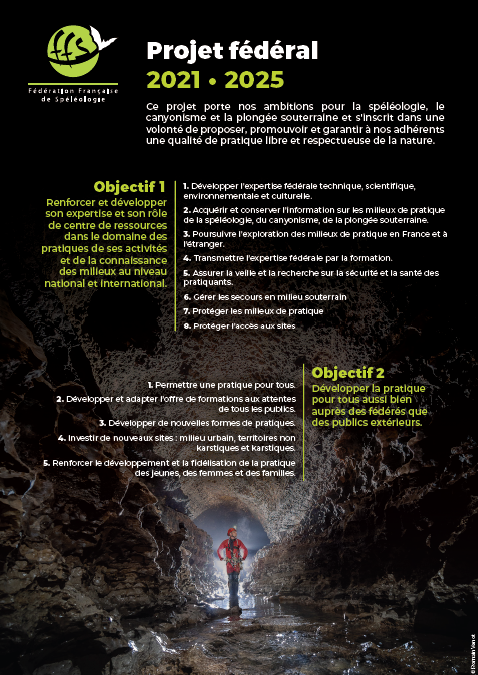 ffs
Fédération Française
de Spéléologie
Projet fédéral
2021 • 2025
Ce projet porte nos ambitions pour la spéléologie, le
canyonisme et la plongée souterraine et s'inscrit dans une
volonté de proposer, promouvoir et garantir à nos adhérents
une qualité de pratique libre et respectueuse de la nature.
Objectif 1
Renforcer et développer
son expertise et son rôle
de centre de ressources
dans le domaine des
pratiques de ses activités
et de la connaissance
des milieux au niveau
national et international.
1. Développer l'expertise fédérale technique, scientifique,
environnementale et culturelle.
2. Acquérir et conserver l'information sur les milieux de pratique
de la spéléologie, du canyonisme, de la plongée souterraine.
3. Poursuivre l'exploration des milieux de pratique en France et à
l'étranger.
4. Transmettre l'expertise fédérale par la formation.
5. Assurer la veille et la recherche sur la sécurité et la santé des
pratiquants.
6. Gérer les secours en milieu souterrain
7. Protéger les milieux de pratique
8. Protéger l'accès aux sites
Objectif 2
Développer la pratique
pour tous aussi bien
auprès des fédérés que
des publics extérieurs.
1. Permettre une pratique pour tous.
2. Développer et adapter l'offre de formations aux attentes
de tous les publics.
3. Développer de nouvelles formes de pratiques.
4. Investir de nouveaux sites : milieu urbain, territoires non
karstiques et karstiques.
5. Renforcer le développement et la fidélisation de la pratique
des jeunes, des femmes et des familles.
© Romain Venot